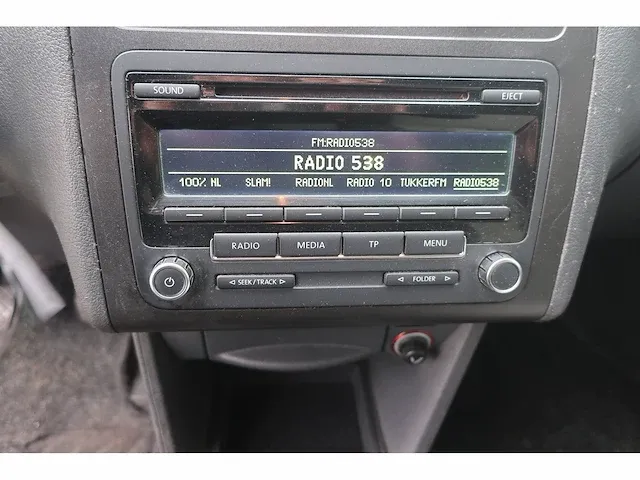 SOUND
EJECT
FM:RADIO538
RADIO 538
100% NL SLAM! RADIONL RADIO 10 TUKKERFM RADIO538
RADIO MEDIA TP MENU
◁ SEEK/TRACK ▷
◁ FOLDER ▷